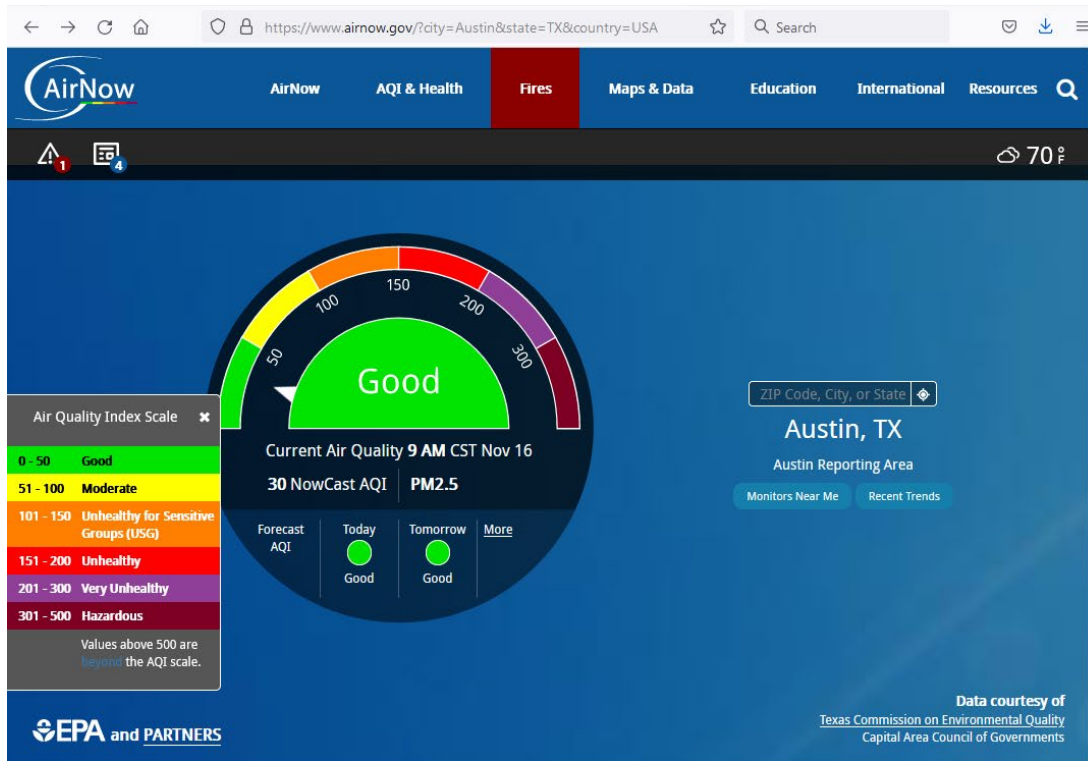 https://www.airnow.gov/?city=Austin&state=TX&country=USA
Search
AirNow
AirNow
AQI & Health
Fires
Maps & Data
Education
International
Resources
1
4
70 °F
50
100
150
200
300
Good
Current Air Quality 9 AM CST Nov 16
30 NowCast AQI
PM2.5
Forecast
AQI
Today
Good
Tomorrow
Good
More
Air Quality Index Scale
0 - 50 Good
51 - 100 Moderate
101 - 150 Unhealthy for Sensitive
Groups (USG)
151 - 200 Unhealthy
201 - 300 Very Unhealthy
301 - 500 Hazardous
Values above 500 are
beyond the AQI scale.
ZIP Code, City, or State
Austin, TX
Austin Reporting Area
Monitors Near Me
Recent Trends
EPA and PARTNERS
Data courtesy of
Texas Commission on Environmental Quality
Capital Area Council of Governments